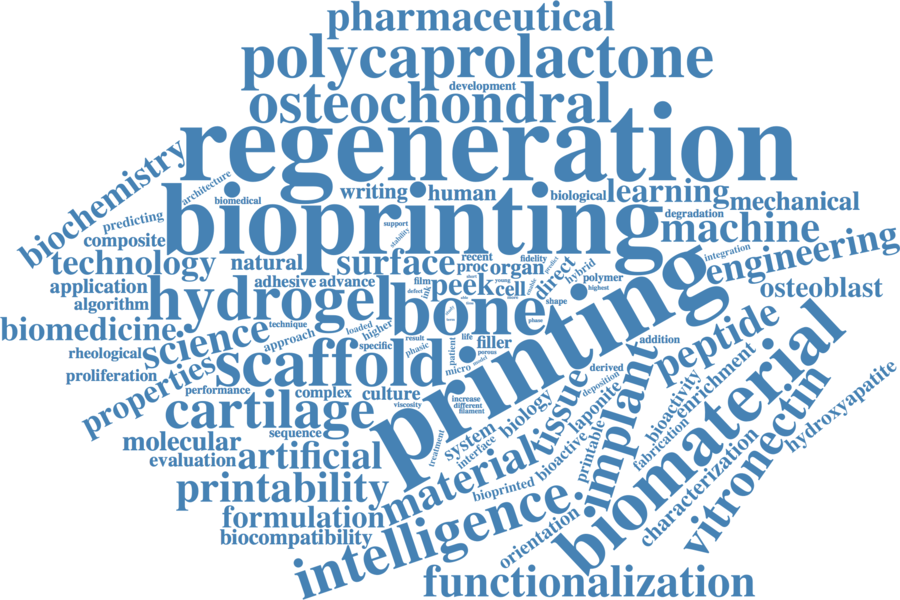 pharmaceutical
polycaprolactone
development
osteochondral
regeneration
biochemistry
architecture
biomedical
writing
human
biological
learning
mechanical
bioprinting
predicting
support
degradation
machine
composite
stability
integration
engineering
technology
natural
surface
recent
proc
organ
fidelity
direct
hybrid
polymer
highest
application
adhesive
advance
film
peek
cell
young
osteoblast
algorithm
hydrogel
bone
shape
biomedicine
science
technique
loaded
higher
approach
specific
result
phasic
life
patient
filler
porous
addition
peptide
rheological
scaffold
printing
micro
derived
deposition
proliferation
properties
performance
complex
culture
viscosity
increase
different
filament
tissue
laponite
implant
bioactivity
enrichment
hydroxyapatite
cartilage
sequence
treatment
system
interface
biology
printable
fabrication
biomaterial
molecular
evaluation
artificial
material
bioactive
bioprinted
characterization
vitronectin
printability
formulation
biocompatibility
intelligence
orientation
functionalization